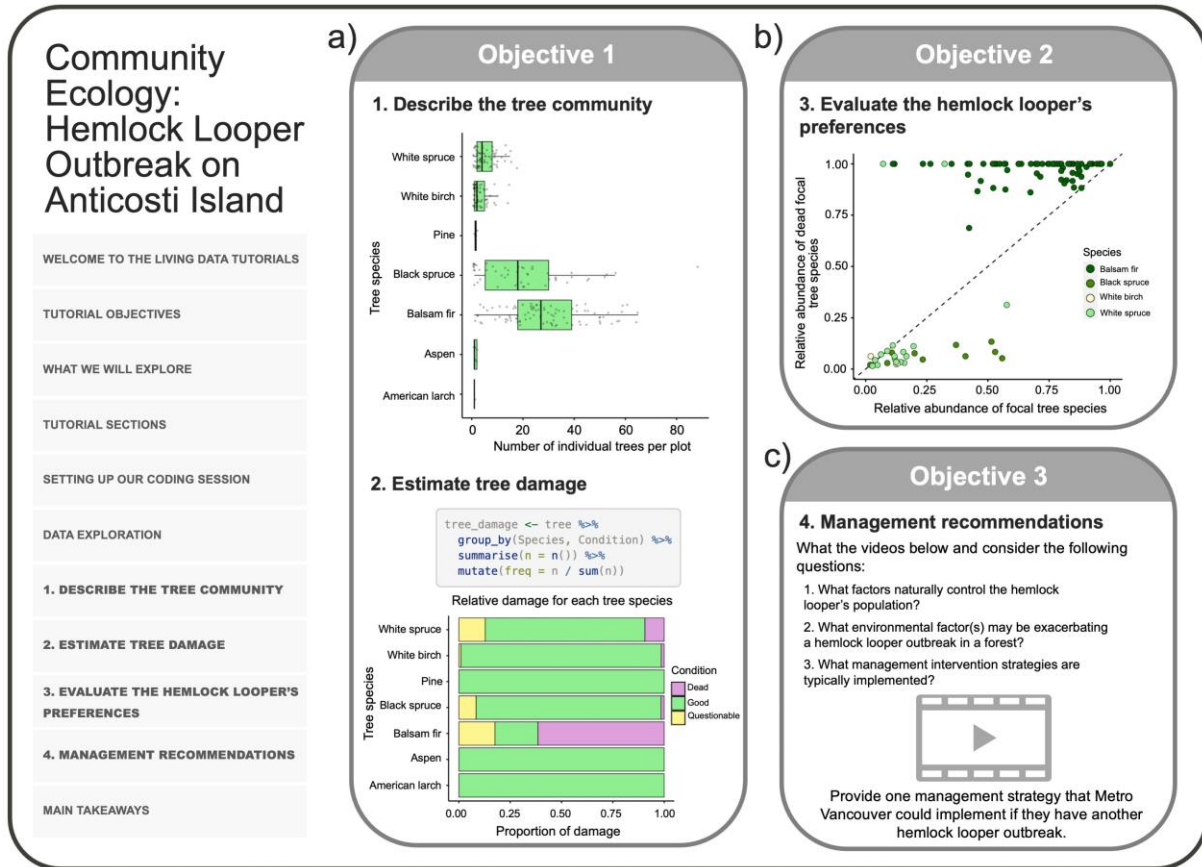 Community
Ecology:
Hemlock Looper
Outbreak on
Anticosti Island
WELCOME TO THE LIVING DATA TUTORIALS
TUTORIAL OBJECTIVES
WHAT WE WILL EXPLORE
TUTORIAL SECTIONS
SETTING UP OUR CODING SESSION
DATA EXPLORATION
1. DESCRIBE THE TREE COMMUNITY
2. ESTIMATE TREE DAMAGE
3. EVALUATE THE HEMLOCK LOOPER'S
PREFERENCES
4. MANAGEMENT RECOMMENDATIONS
MAIN TAKEAWAYS
a)
Objective 1
1. Describe the tree community
Tree species
White spruce
White birch
Pine
Black spruce
Balsam fir
Aspen
American larch
0 20 40 60 80
Number of individual trees per plot
2. Estimate tree damage
tree_damage <- tree %>%
group_by(Species, Condition) %>%
summarise(n = n()) %>%
mutate(freq = n / sum(n))
Relative damage for each tree species
Tree species
White spruce
White birch
Pine
Black spruce
Balsam fir
Aspen
American larch
0.00 0.25 0.50 0.75 1.00
Proportion of damage
Condition
Dead
Good
Questionable
b)
Objective 2
3. Evaluate the hemlock looper's
preferences
Relative abundance of dead focal
tree species
1.00
0.75
0.50
0.25
0.00
0.00 0.25 0.50 0.75 1.00
Relative abundance of focal tree species
Species
Balsam fir
Black spruce
White birch
White spruce
c)
Objective 3
4. Management recommendations
What the videos below and consider the following
questions:
1. What factors naturally control the hemlock
looper's population?
2. What environmental factor(s) may be exacerbating
a hemlock looper outbreak in a forest?
3. What management intervention strategies are
typically implemented?
Provide one management strategy that Metro
Vancouver could implement if they have another
hemlock looper outbreak.